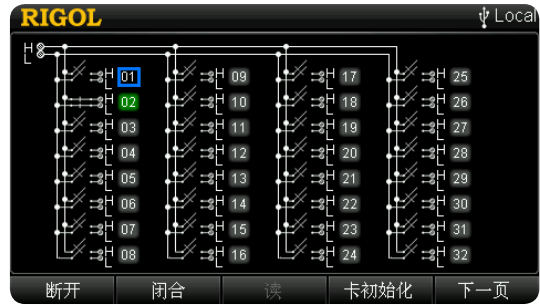 RIGOL Local
H
L
H 01 H 09 H 17 H 25
L L L L
H 02 H 10 H 18 H 26
L L L L
H 03 H 11 H 19 H 27
L L L L
H 04 H 12 H 20 H 28
L L L L
H 05 H 13 H 21 H 29
L L L L
H 06 H 14 H 22 H 30
L L L L
H 07 H 15 H 23 H 31
L L L L
H 08 H 16 H 24 H 32
L L L L
断开 闭合 读 卡初始化 下一页